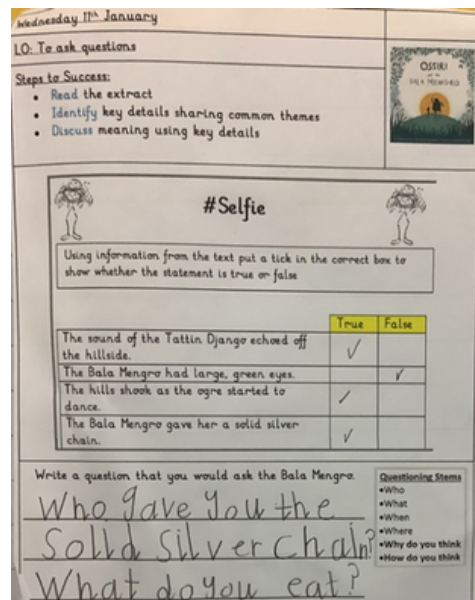 Wednesday 11th January
LO: To ask questions
Steps to Success:
• Read the extract
• Identify key details sharing common themes
• Discuss meaning using key details
OSSIRI
and the
BALA MENGRO
#Selfie
Using information from the text put a tick in the correct box to
show whether the statement is true or false
True False
The sound of the Tattin Django echoed off
the hillside.
The Bala Mengro had large, green eyes.
The hills shook as the ogre started to
dance.
The Bala Mengro gave her a solid silver
chain.
Write a question that you would ask the Bala Mengro.
Who gave you the
Solid Silver chain?
What do you eat?
Questioning Stems
•Who
•What
•When
•Where
•Why do you think
•How do you think